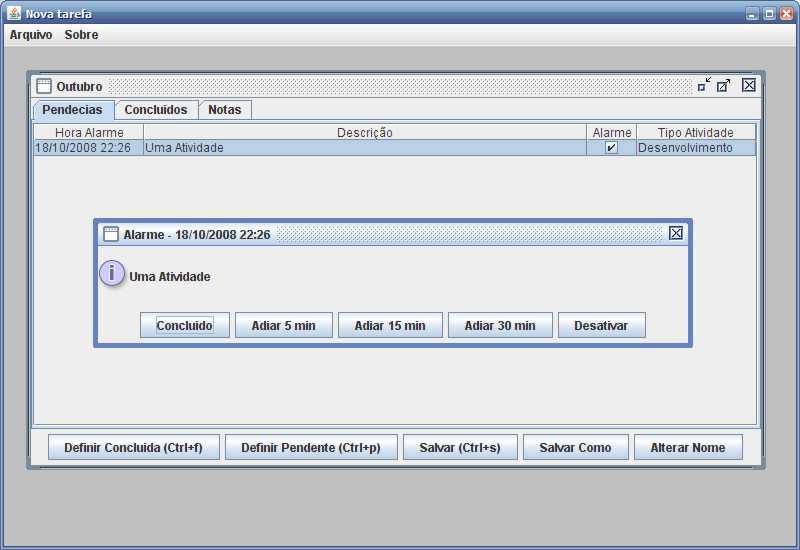 Nova tarefa
Arquivo Sobre
Outubro
Pendecias Concluídos Notas
Hora Alarme Descrição Alarme Tipo Atividade
18/10/2008 22:26 Uma Atividade Desenvolvimento
Alarme - 18/10/2008 22:26
i Uma Atividade
Concluído Adiar 5 min Adiar 15 min Adiar 30 min Desativar
Definir Concluida (Ctrl+f) Definir Pendente (Ctrl+p) Salvar (Ctrl+s) Salvar Como Alterar Nome